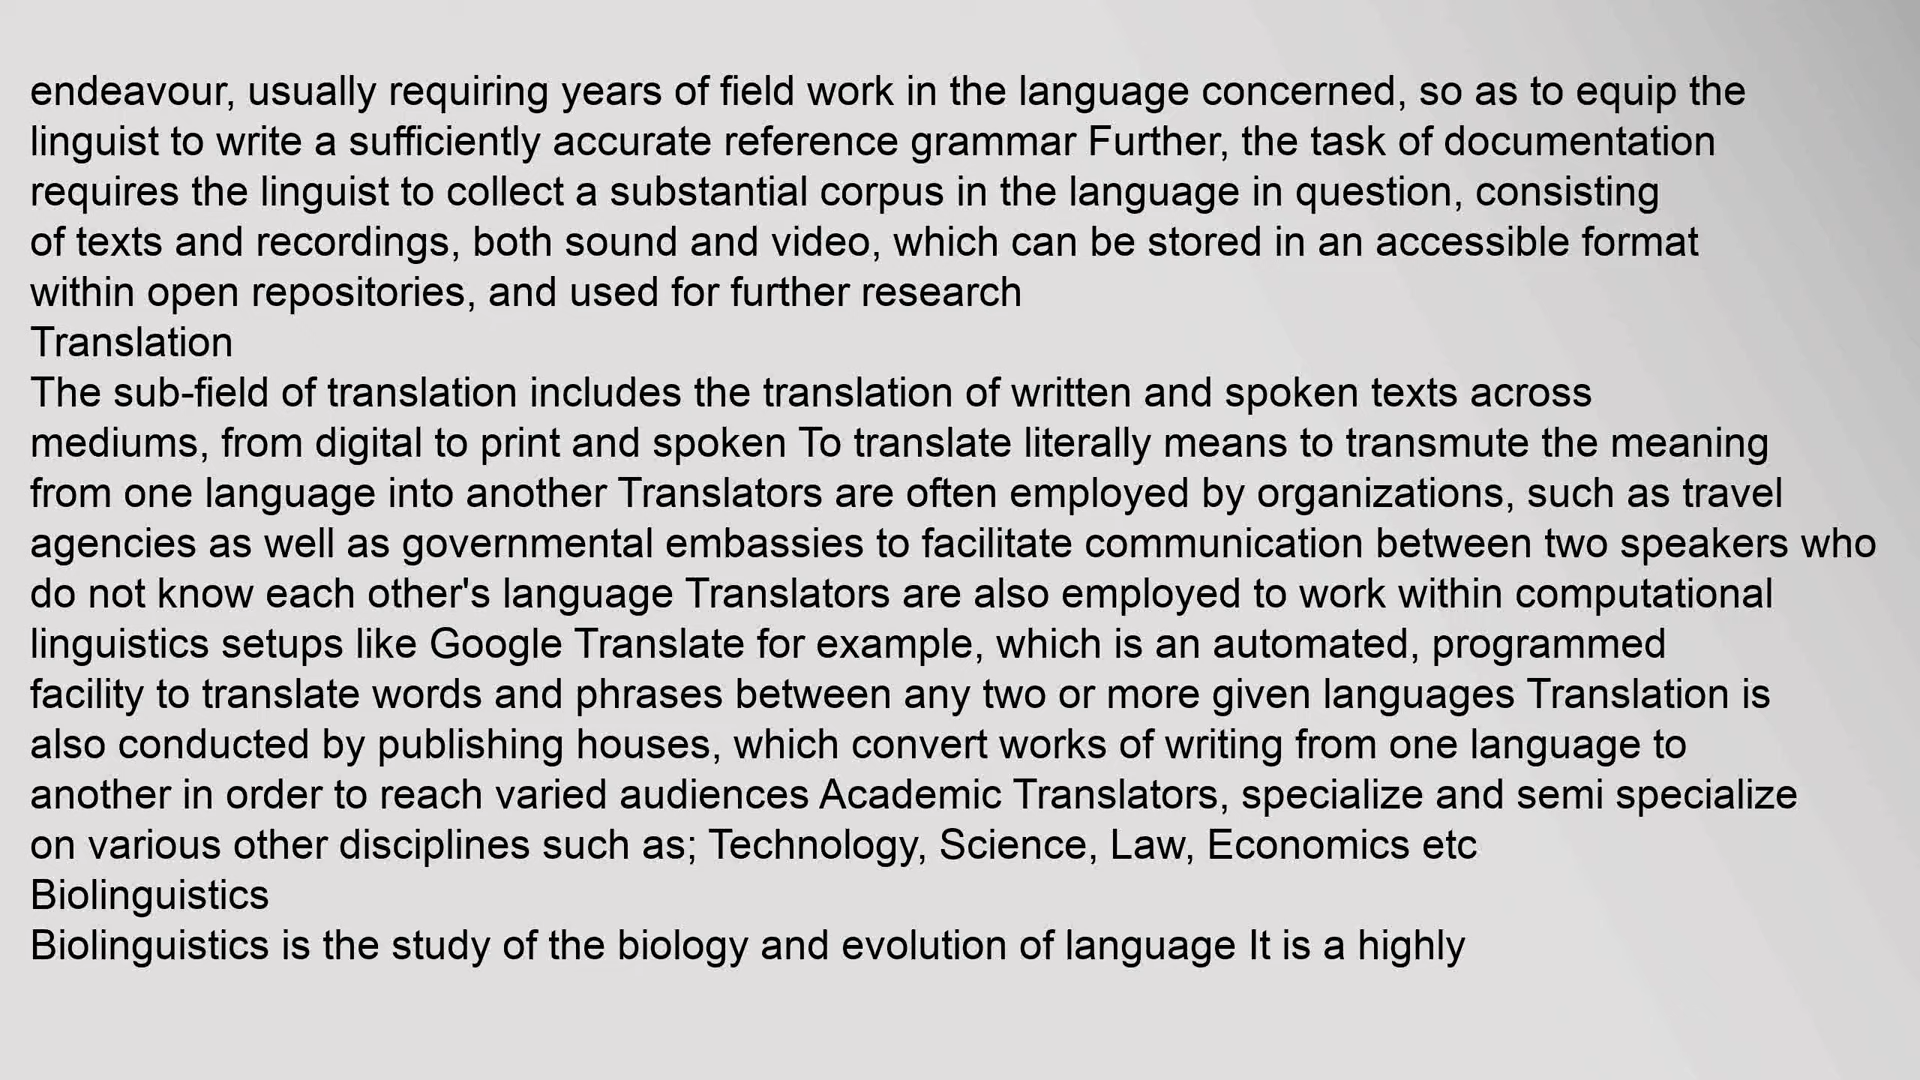 endeavour, usually requiring years of field work in the language concerned, so as to equip the
linguist to write a sufficiently accurate reference grammar Further, the task of documentation
requires the linguist to collect a substantial corpus in the language in question, consisting
of texts and recordings, both sound and video, which can be stored in an accessible format
within open repositories, and used for further research
Translation
The sub-field of translation includes the translation of written and spoken texts across
mediums, from digital to print and spoken To translate literally means to transmute the meaning
from one language into another Translators are often employed by organizations, such as travel
agencies as well as governmental embassies to facilitate communication between two speakers who
do not know each other's language Translators are also employed to work within computational
linguistics setups like Google Translate for example, which is an automated, programmed
facility to translate words and phrases between any two or more given languages Translation is
also conducted by publishing houses, which convert works of writing from one language to
another in order to reach varied audiences Academic Translators, specialize and semi specialize
on various other disciplines such as; Technology, Science, Law, Economics etc
Biolinguistics
Biolinguistics is the study of the biology and evolution of language It is a highly